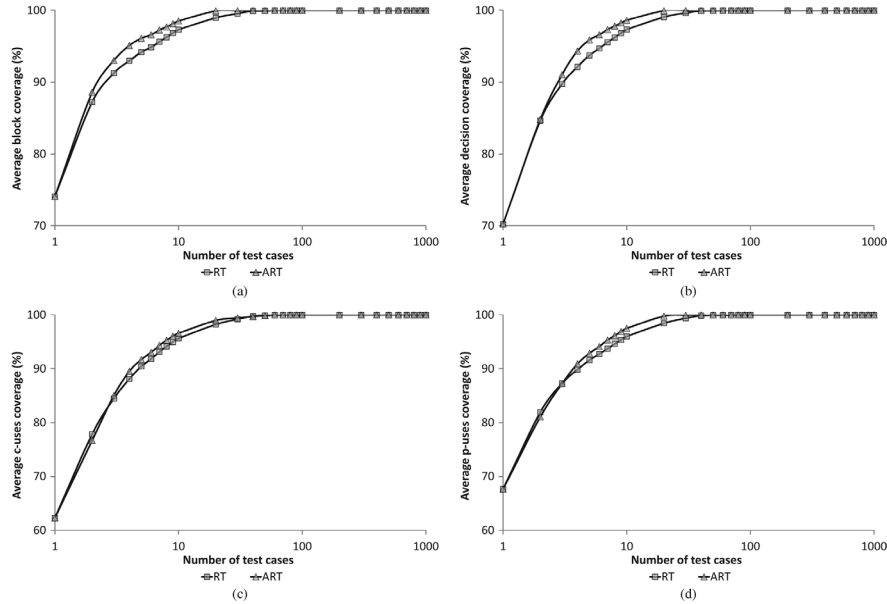 Average block coverage (%)
100
90
80
70
1
10
100
1000
Number of test cases
RT ART
(a)
Average decision coverage (%)
100
90
80
70
1
10
100
1000
Number of test cases
RT ART
(b)
Average c-uses coverage (%)
100
90
80
70
60
1
10
100
1000
Number of test cases
RT ART
(c)
Average p-uses coverage (%)
100
90
80
70
60
1
10
100
1000
Number of test cases
RT ART
(d)